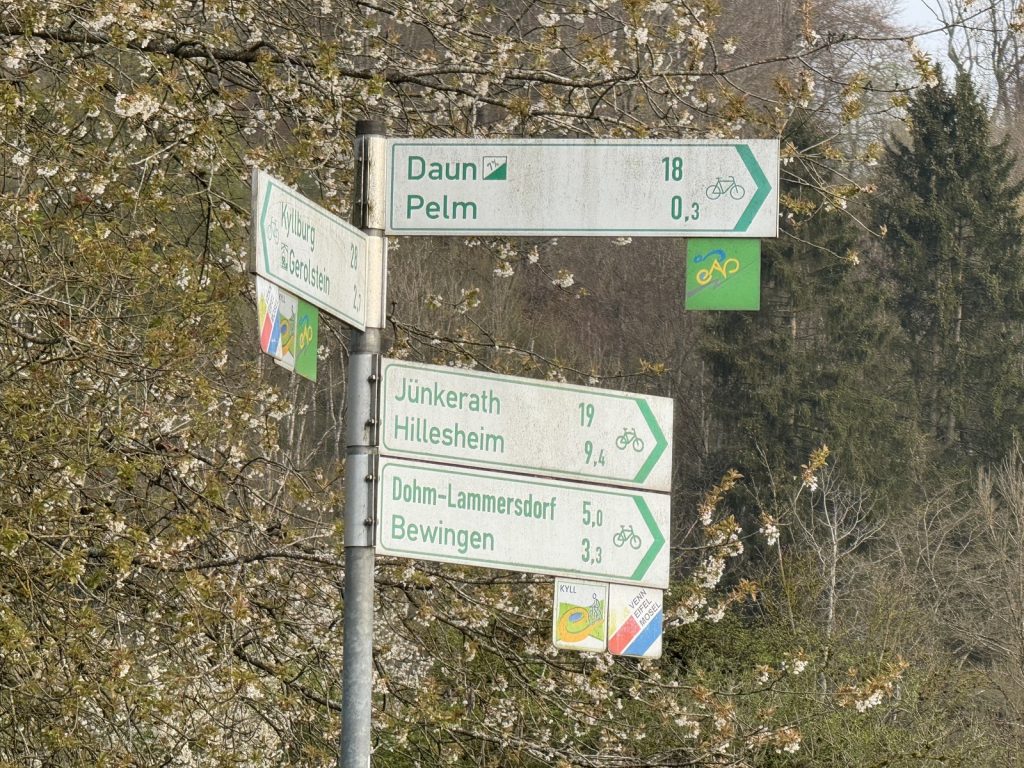 Daun 18
Pelm 0,3
Kyllburg 28
Gerolstein 2,7
Jünkerath 19
Hillesheim 9,4
Dohm-Lammersdorf 5,0
Bewingen 3,3
KYLL
VENN
EIFEL
MOSEL